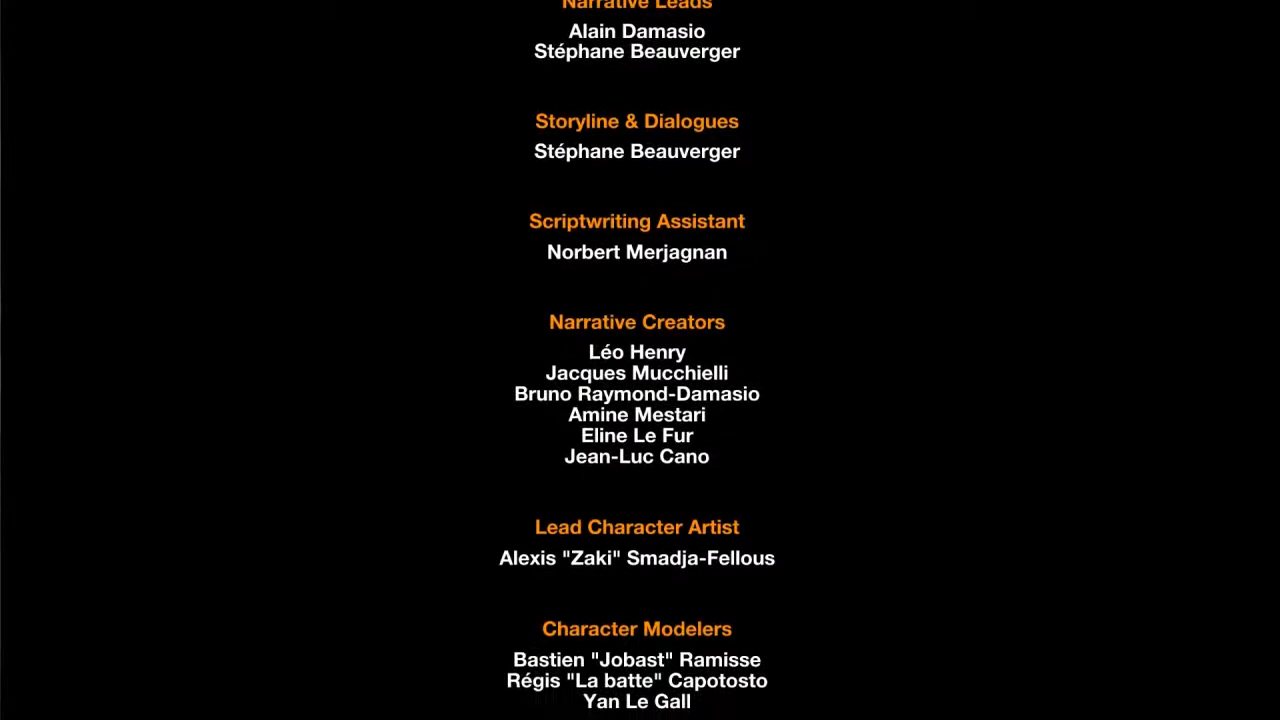 Narrative Leads
Alain Damasio
Stéphane Beauverger
Storyline & Dialogues
Stéphane Beauverger
Scriptwriting Assistant
Norbert Merjagnan
Narrative Creators
Léo Henry
Jacques Mucchielli
Bruno Raymond-Damasio
Amine Mestari
Eline Le Fur
Jean-Luc Cano
Lead Character Artist
Alexis "Zaki" Smadja-Fellous
Character Modelers
Bastien "Jobast" Ramisse
Régis "La batte" Capotosto
Yan Le Gall